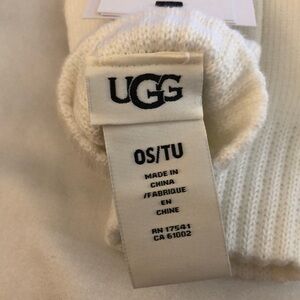 UGG
OS/TU
MADE IN
CHINA
/FABRIQUE
EN
CHINE
RN 17541
CA 61002